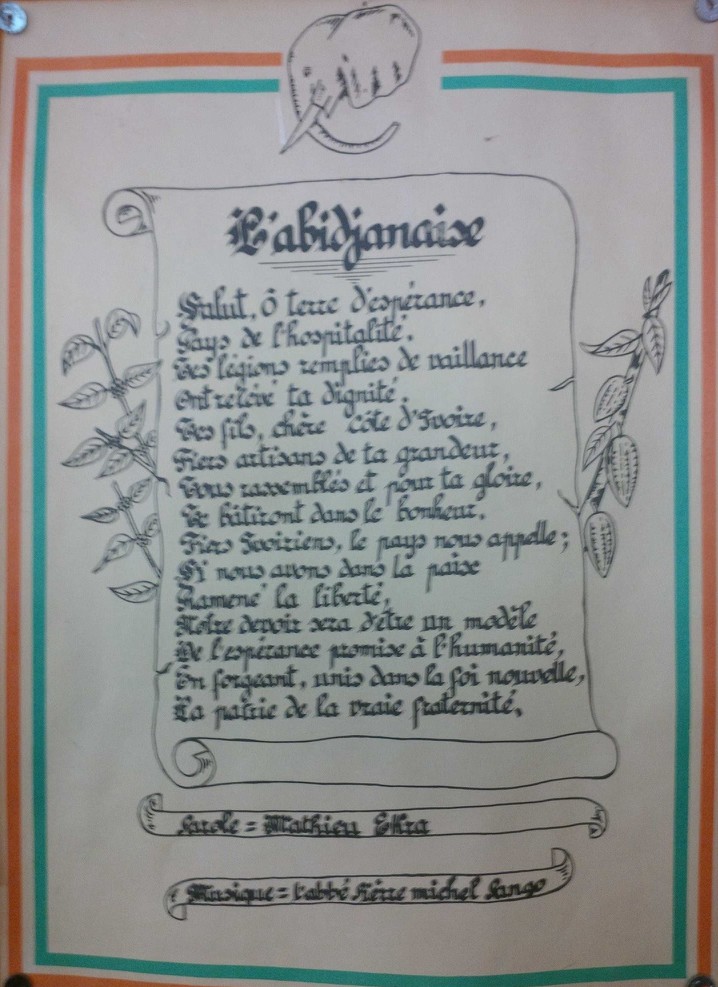 L'abidjanaise
Salut, ô terre d'espérance,
Pays de l'hospitalité.
Tes légions remplies de vaillance
ont relève ta dignité.
Tes fils, chère Côte d'Ivoire,
Fiers artisans de ta grandeur,
Tous rassemblés et pour ta gloire,
Te bâtiront dans le bonheur.
Fiers Ivoiriens, le pays nous appelle;
Si nous avons dans la paix
Ramené la liberté,
Notre devoir sera d'être un modèle
De l'espérance promise à l'humanité,
En forgeant, unis dans la foi nouvelle,
La patrie de la vraie fraternité,
Parole = Mathieu Ekra
Musique = l'abbé Pierre michel Pango